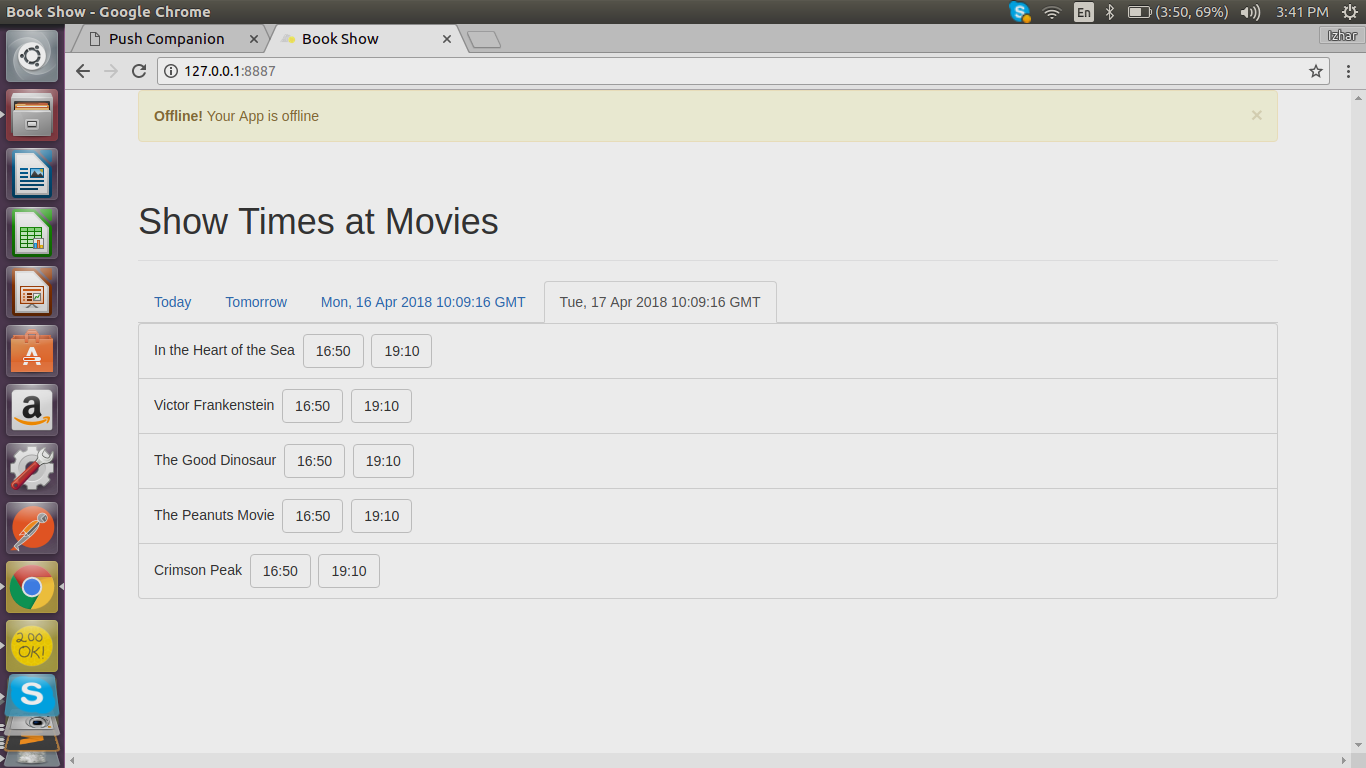 Book Show - Google Chrome
En
(3:50, 69%)
3:41 PM
Push Companion ×
Book Show ×
Izhar
127.0.0.1:8887
Offline! Your App is offline ×
Show Times at Movies
Today Tomorrow Mon, 16 Apr 2018 10:09:16 GMT Tue, 17 Apr 2018 10:09:16 GMT
In the Heart of the Sea 16:50 19:10
Victor Frankenstein 16:50 19:10
The Good Dinosaur 16:50 19:10
The Peanuts Movie 16:50 19:10
Crimson Peak 16:50 19:10
A
a
200
OK!
S